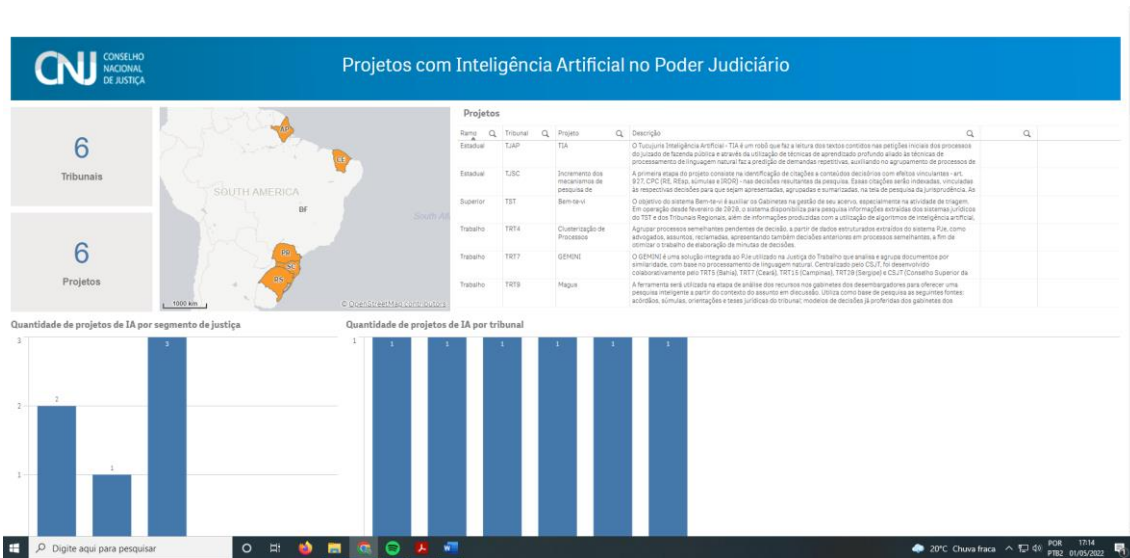 CNJ
CONSELHO
NACIONAL
DE JUSTIÇA
Projetos com Inteligência Artificial no Poder Judiciário
6
Tribunais
6
Projetos
AP
CE
SOUTH AMERICA
DF
South Atl
PR
SC
RS
1000 km
© OpenStreetMap contributors
Projetos
Ramo Tribunal Projeto Descrição
Estadual TJAP TIA O Tucujuris Inteligência Artificial - TIA é um robô que faz a leitura dos textos contidos nas petições iniciais dos processos
do juizado de fazenda pública e através da utilização de técnicas de aprendizado profundo aliado às técnicas de
processamento de linguagem natural faz a predição de demandas repetitivas, auxiliando no agrupamento de processos de
Estadual TJSC Incremento dos A primeira etapa do projeto consiste na identificação de citações a conteúdos decisórios com efeitos vinculantes - art.
mecanismos de 927, CPC (RE, REsp, súmulas e IRDR) - nas decisões resultantes da pesquisa. Essas citações serão indexadas, vinculadas
pesquisa de às respectivas decisões para que sejam apresentadas, agrupadas e sumarizadas, na tela de pesquisa da jurisprudência. As
Superior TST Bem-te-vi O objetivo do sistema Bem-te-vi é auxiliar os Gabinetes na gestão de seu acervo, especialmente na atividade de triagem.
Em operação desde fevereiro de 2020, o sistema disponibiliza para pesquisa informações extraídas dos sistemas jurídicos
do TST e dos Tribunais Regionais, além de informações produzidas com a utilização de algoritmos de inteligência artificial,
Trabalho TRT4 Clusterização de Agrupar processos semelhantes pendentes de decisão, a partir de dados estruturados extraídos do sistema PJe, como
Processos advogados, assuntos, reclamadas, apresentando também decisões anteriores em processos semelhantes, a fim de
otimizar o trabalho de elaboração de minutas de decisões.
Trabalho TRT7 GEMINI O GEMINI é uma solução integrada ao PJe utilizado na Justiça do Trabalho que analisa e agrupa documentos por
similaridade, com base no processamento de linguagem natural. Centralizado pelo CSJT, foi desenvolvido
colaborativamente pelo TRT5 (Bahia), TRT7 (Ceará), TRT15 (Campinas), TRT20 (Sergipe) e CSJT (Conselho Superior da
Trabalho TRT9 Magus A ferramenta será utilizada na etapa de análise dos recursos nos gabinetes dos desembargadores para oferecer uma
pesquisa inteligente a partir do contexto do assunto em discussão. Utiliza como base de pesquisa as seguintes fontes:
acórdãos, súmulas, orientações e teses jurídicas do tribunal; modelos de decisões já proferidas dos gabinetes dos
Quantidade de projetos de IA por segmento de justiça
3
2
1
2
1
3
Quantidade de projetos de IA por tribunal
1
1 1 1 1 1 1
Digite aqui para pesquisar
20°C Chuva fraca
POR 17:14
PTB2 01/05/2022